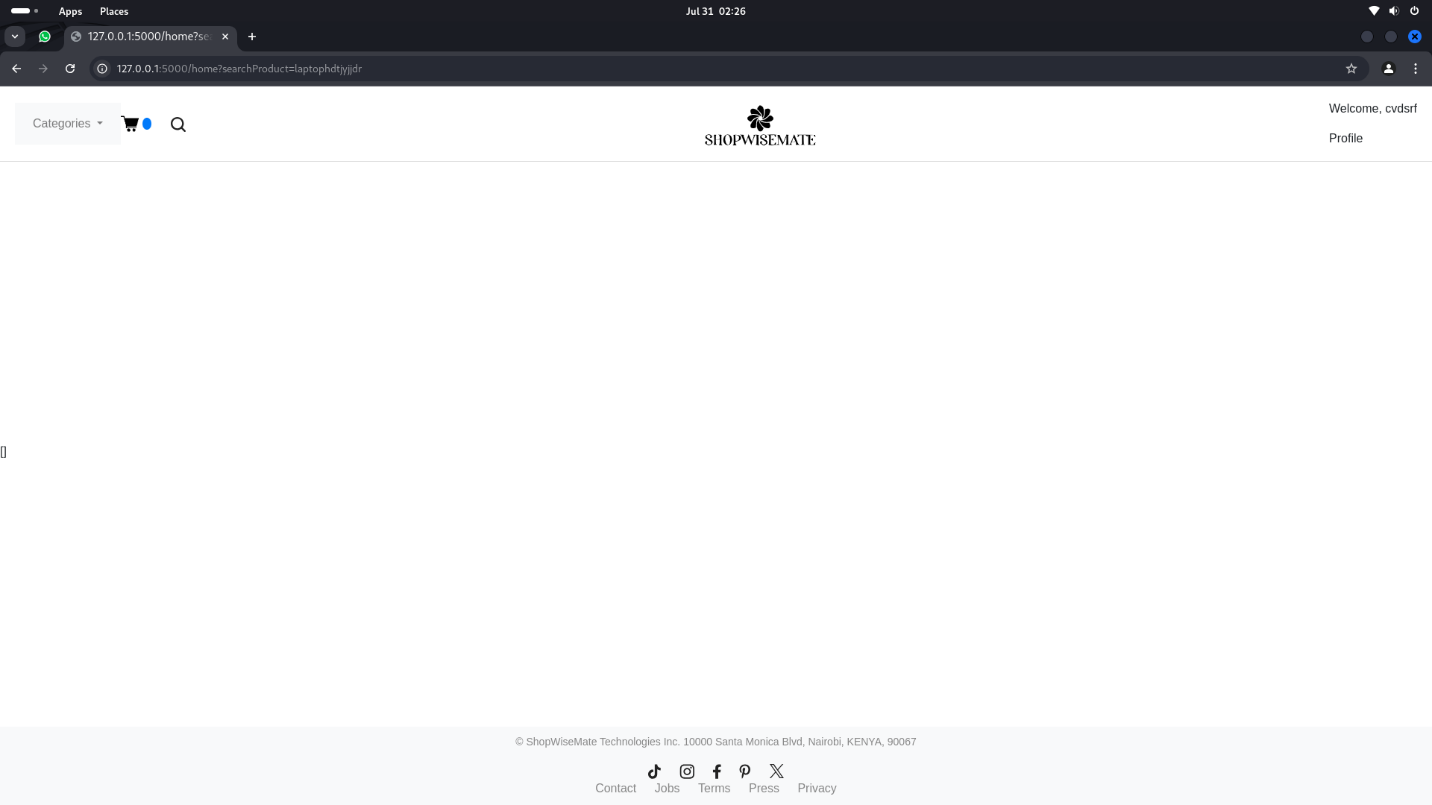 Apps Places Jul 31 02:26
127.0.0.1:5000/home?se
127.0.0.1:5000/home?searchProduct=laptophdtjyjjdr
Categories
SHOPWISEMATE
Welcome, cvdsrf
Profile
[]
© ShopWiseMate Technologies Inc. 10000 Santa Monica Blvd, Nairobi, KENYA, 90067
Contact Jobs Terms Press Privacy